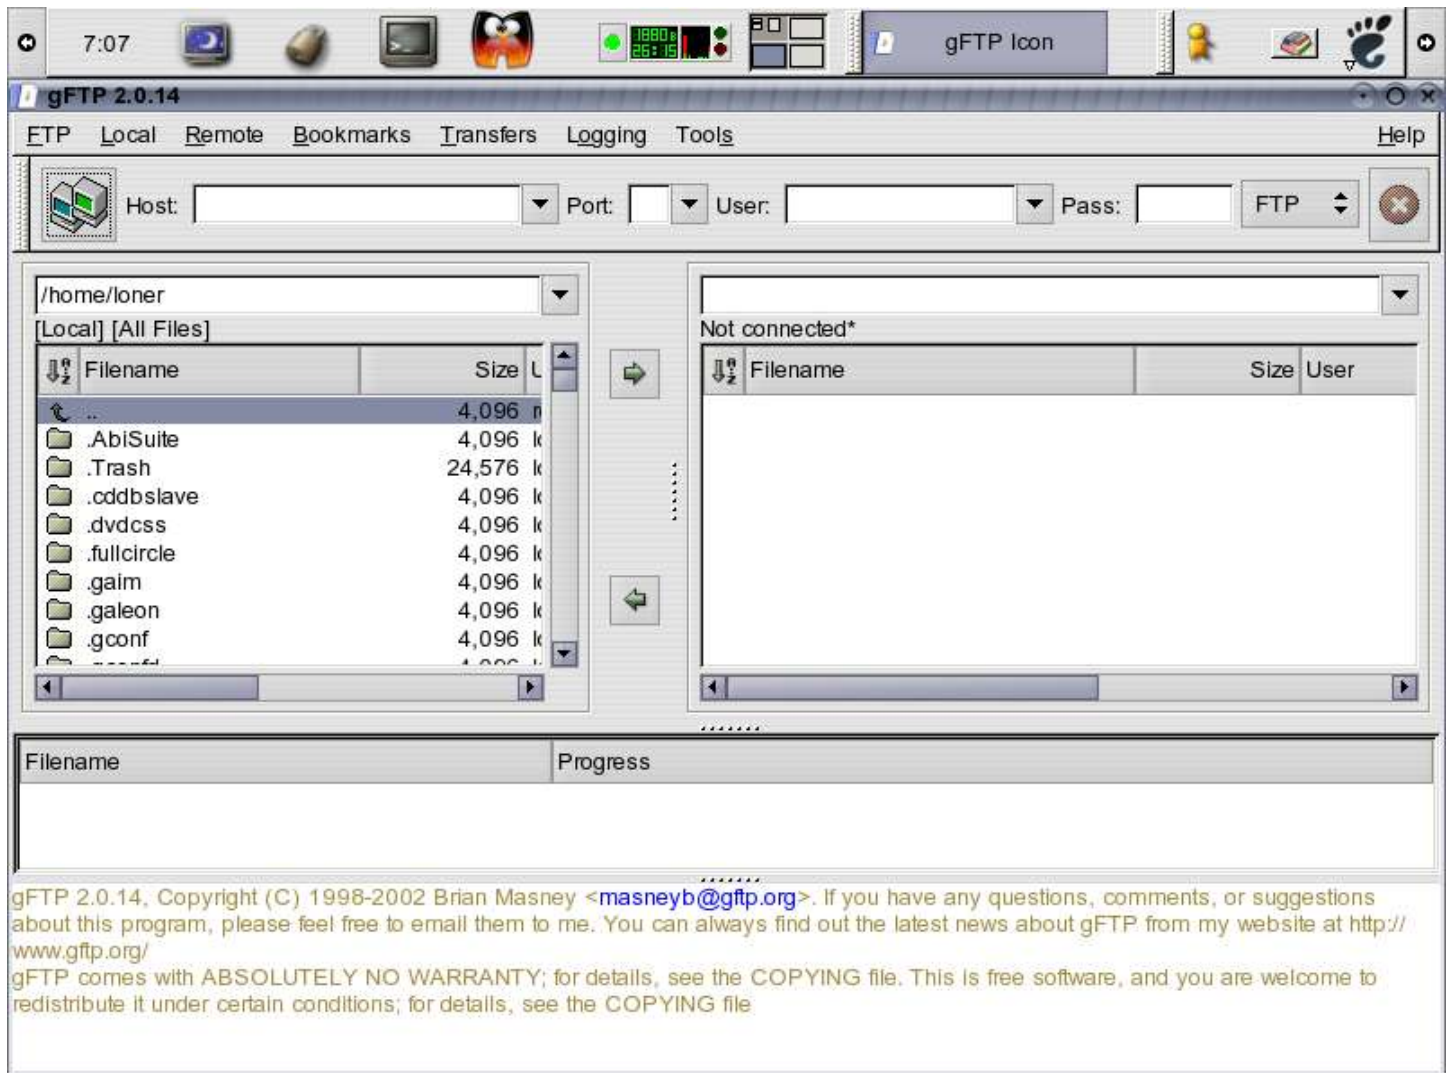 7:07
1880B
26:15
gFTP Icon
gFTP 2.0.14
FTP Local Remote Bookmarks Transfers Logging Tools Help
Host: Port: User: Pass: FTP
/home/loner
[Local] [All Files]
Filename Size
.. 4,096
.AbiSuite 4,096
.Trash 24,576
.cddbslave 4,096
.dvdcss 4,096
.fullcircle 4,096
.gaim 4,096
.galeon 4,096
.gconf 4,096
Not connected*
Filename Size User
Filename Progress
gFTP 2.0.14, Copyright (C) 1998-2002 Brian Masney <masneyb@gftp.org>. If you have any questions, comments, or suggestions
about this program, please feel free to email them to me. You can always find out the latest news about gFTP from my website at http://
www.gftp.org/
gFTP comes with ABSOLUTELY NO WARRANTY; for details, see the COPYING file. This is free software, and you are welcome to
redistribute it under certain conditions; for details, see the COPYING file